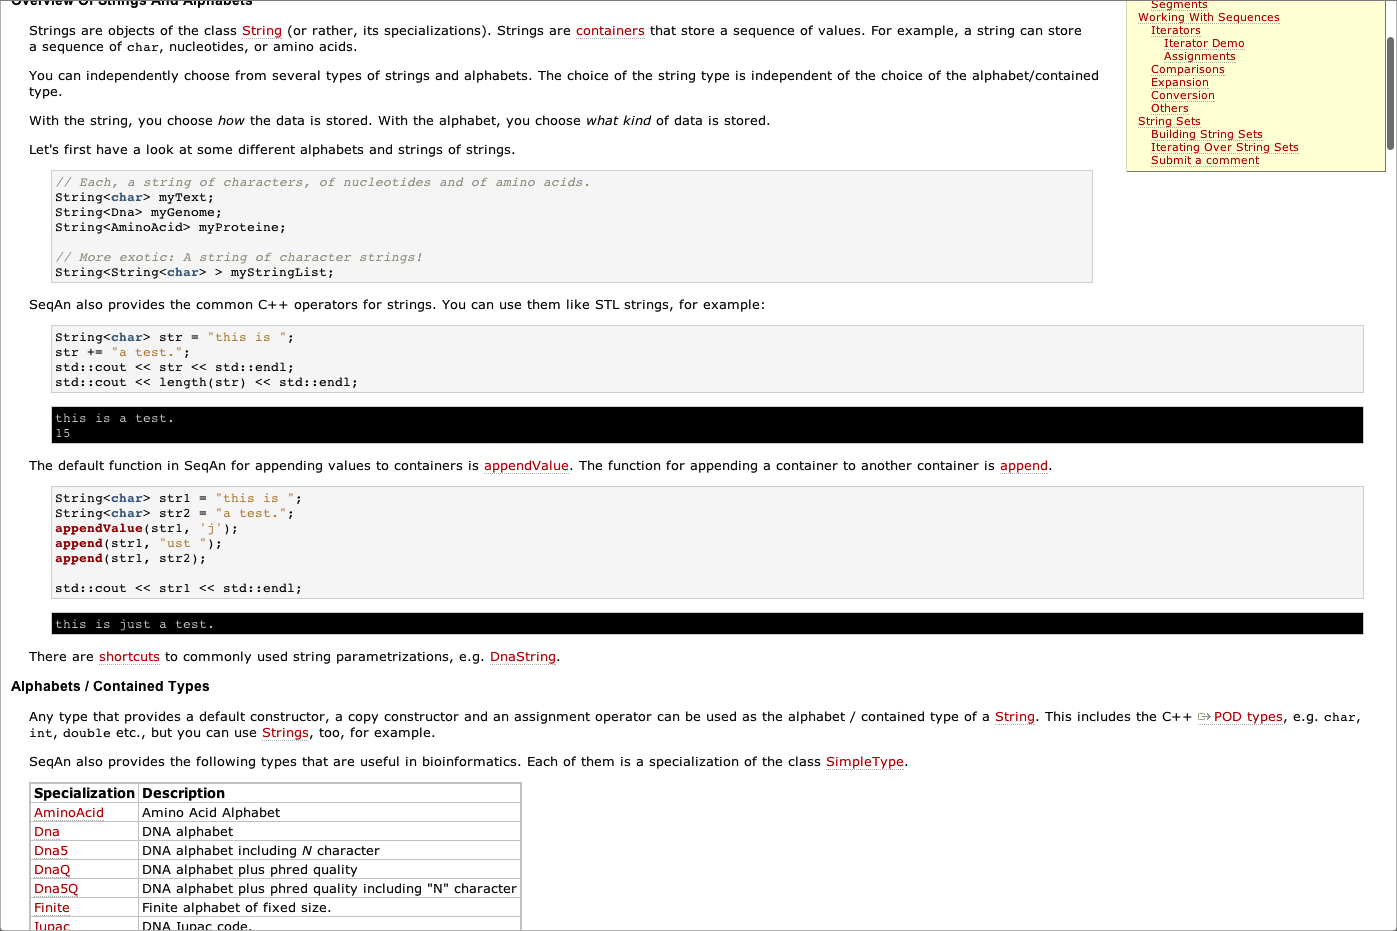 Overview Of Strings And Alphabets
Strings are objects of the class String (or rather, its specializations). Strings are containers that store a sequence of values. For example, a string can store
a sequence of char, nucleotides, or amino acids.
You can independently choose from several types of strings and alphabets. The choice of the string type is independent of the choice of the alphabet/contained
type.
With the string, you choose how the data is stored. With the alphabet, you choose what kind of data is stored.
Let's first have a look at some different alphabets and strings of strings.
// Each, a string of characters, of nucleotides and of amino acids.
String<char> myText;
String<Dna> myGenome;
String<AminoAcid> myProteine;
// More exotic: A string of character strings!
String<String<char> > myStringList;
Segments
Working With Sequences
Iterators
Iterator Demo
Assignments
Comparisons
Expansion
Conversion
Others
String Sets
Building String Sets
Iterating Over String Sets
Submit a comment
SeqAn also provides the common C++ operators for strings. You can use them like STL strings, for example:
String<char> str = "this is ";
str += "a test.";
std::cout << str << std::endl;
std::cout << length(str) << std::endl;
this is a test.
15
The default function in SeqAn for appending values to containers is appendValue. The function for appending a container to another container is append.
String<char> str1 = "this is ";
String<char> str2 = "a test.";
appendValue(str1, 'j');
append(str1, "ust ");
append(str1, str2);
std::cout << str1 << std::endl;
this is just a test.
There are shortcuts to commonly used string parametrizations, e.g. DnaString.
Alphabets / Contained Types
Any type that provides a default constructor, a copy constructor and an assignment operator can be used as the alphabet / contained type of a String. This includes the C++ POD types, e.g. char,
int, double etc., but you can use Strings, too, for example.
SeqAn also provides the following types that are useful in bioinformatics. Each of them is a specialization of the class SimpleType.
Specialization Description
AminoAcid Amino Acid Alphabet
Dna DNA alphabet
Dna5 DNA alphabet including N character
DnaQ DNA alphabet plus phred quality
Dna5Q DNA alphabet plus phred quality including "N" character
Finite Finite alphabet of fixed size.
Iupac DNA Iupac code.